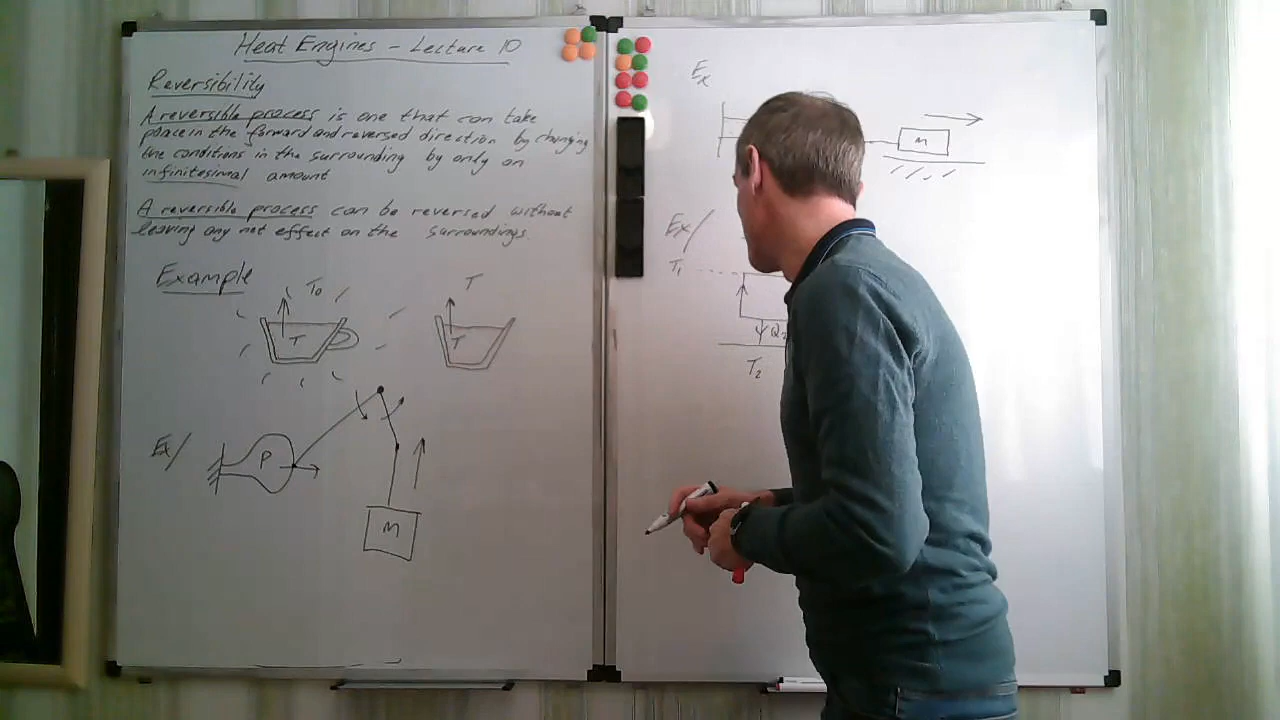 Heat Engines - Lecture 10
Reversibility
A reversible process is one that can take
place in the forward and reversed direction by changing
the conditions in the surrounding by only an
infinitesimal amount
A reversible process can be reversed without
leaving any net effect on the surroundings.
Example
T₀
T
T
T
Ex/
P
M
Ex
M
Ex/
T₁
Q₂
T₂